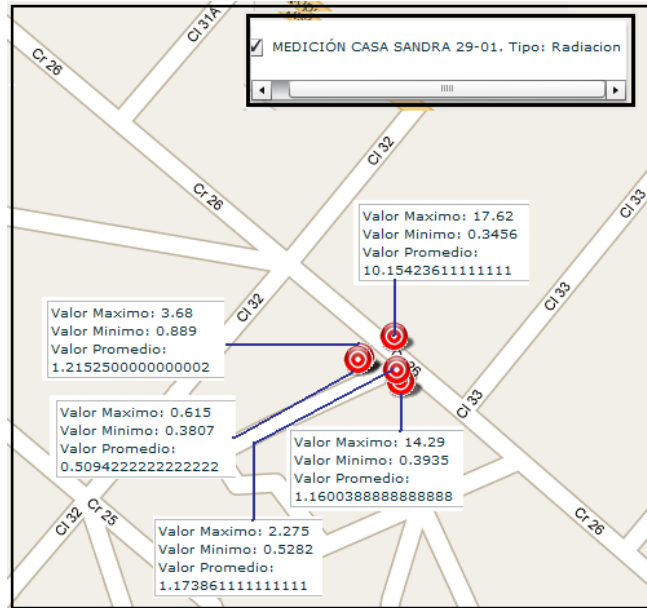 Cl 31A
Cr 26
MEDICIÓN CASA SANDRA 29-01. Tipo: Radiacion
Cl 32
Cr 26
Cl 33
Valor Maximo: 17.62
Valor Minimo: 0.3456
Valor Promedio:
10.15423611111111
Cl 32
Cl 33
Valor Maximo: 3.68
Valor Minimo: 0.889
Valor Promedio:
1.2152500000000002
26
Cl 33
Valor Maximo: 0.615
Valor Minimo: 0.3807
Valor Promedio:
0.5094222222222222
Valor Maximo: 14.29
Valor Minimo: 0.3935
Valor Promedio:
1.1600388888888888
Cl 32
Cr 25
Cr 26
Valor Maximo: 2.275
Valor Minimo: 0.5282
Valor Promedio:
1.173861111111111